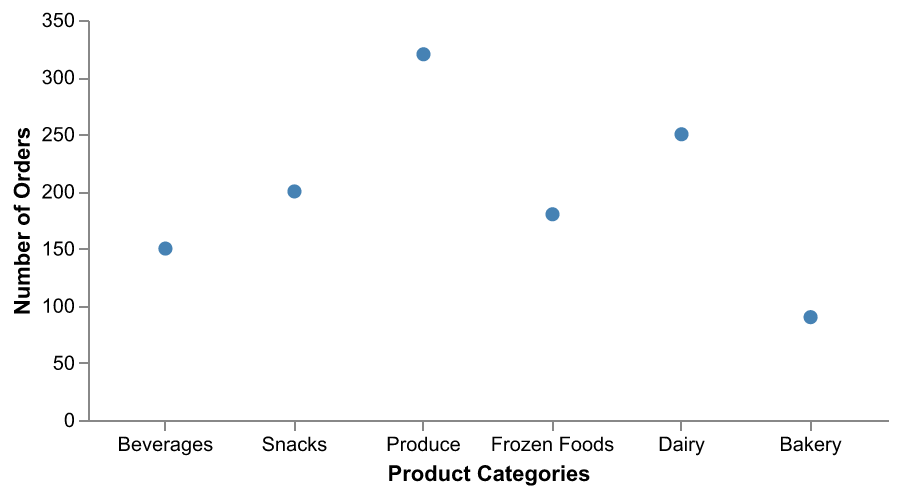 350
300
250
200
150
100
50
0
Number of Orders
Beverages Snacks Produce Frozen Foods Dairy Bakery
Product Categories